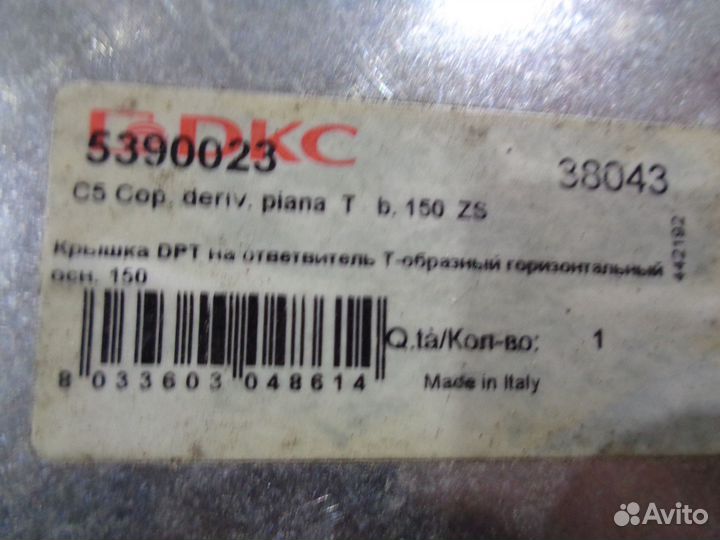 DKC
5390023
38043
C5 Cop. deriv. piana T b. 150 ZS
442192
Крышка DPT на ответвитель Т-образный горизонтальный
осн. 150
Q.tà/Кол-во: 1
8 033603 048614
Made in Italy
Avito